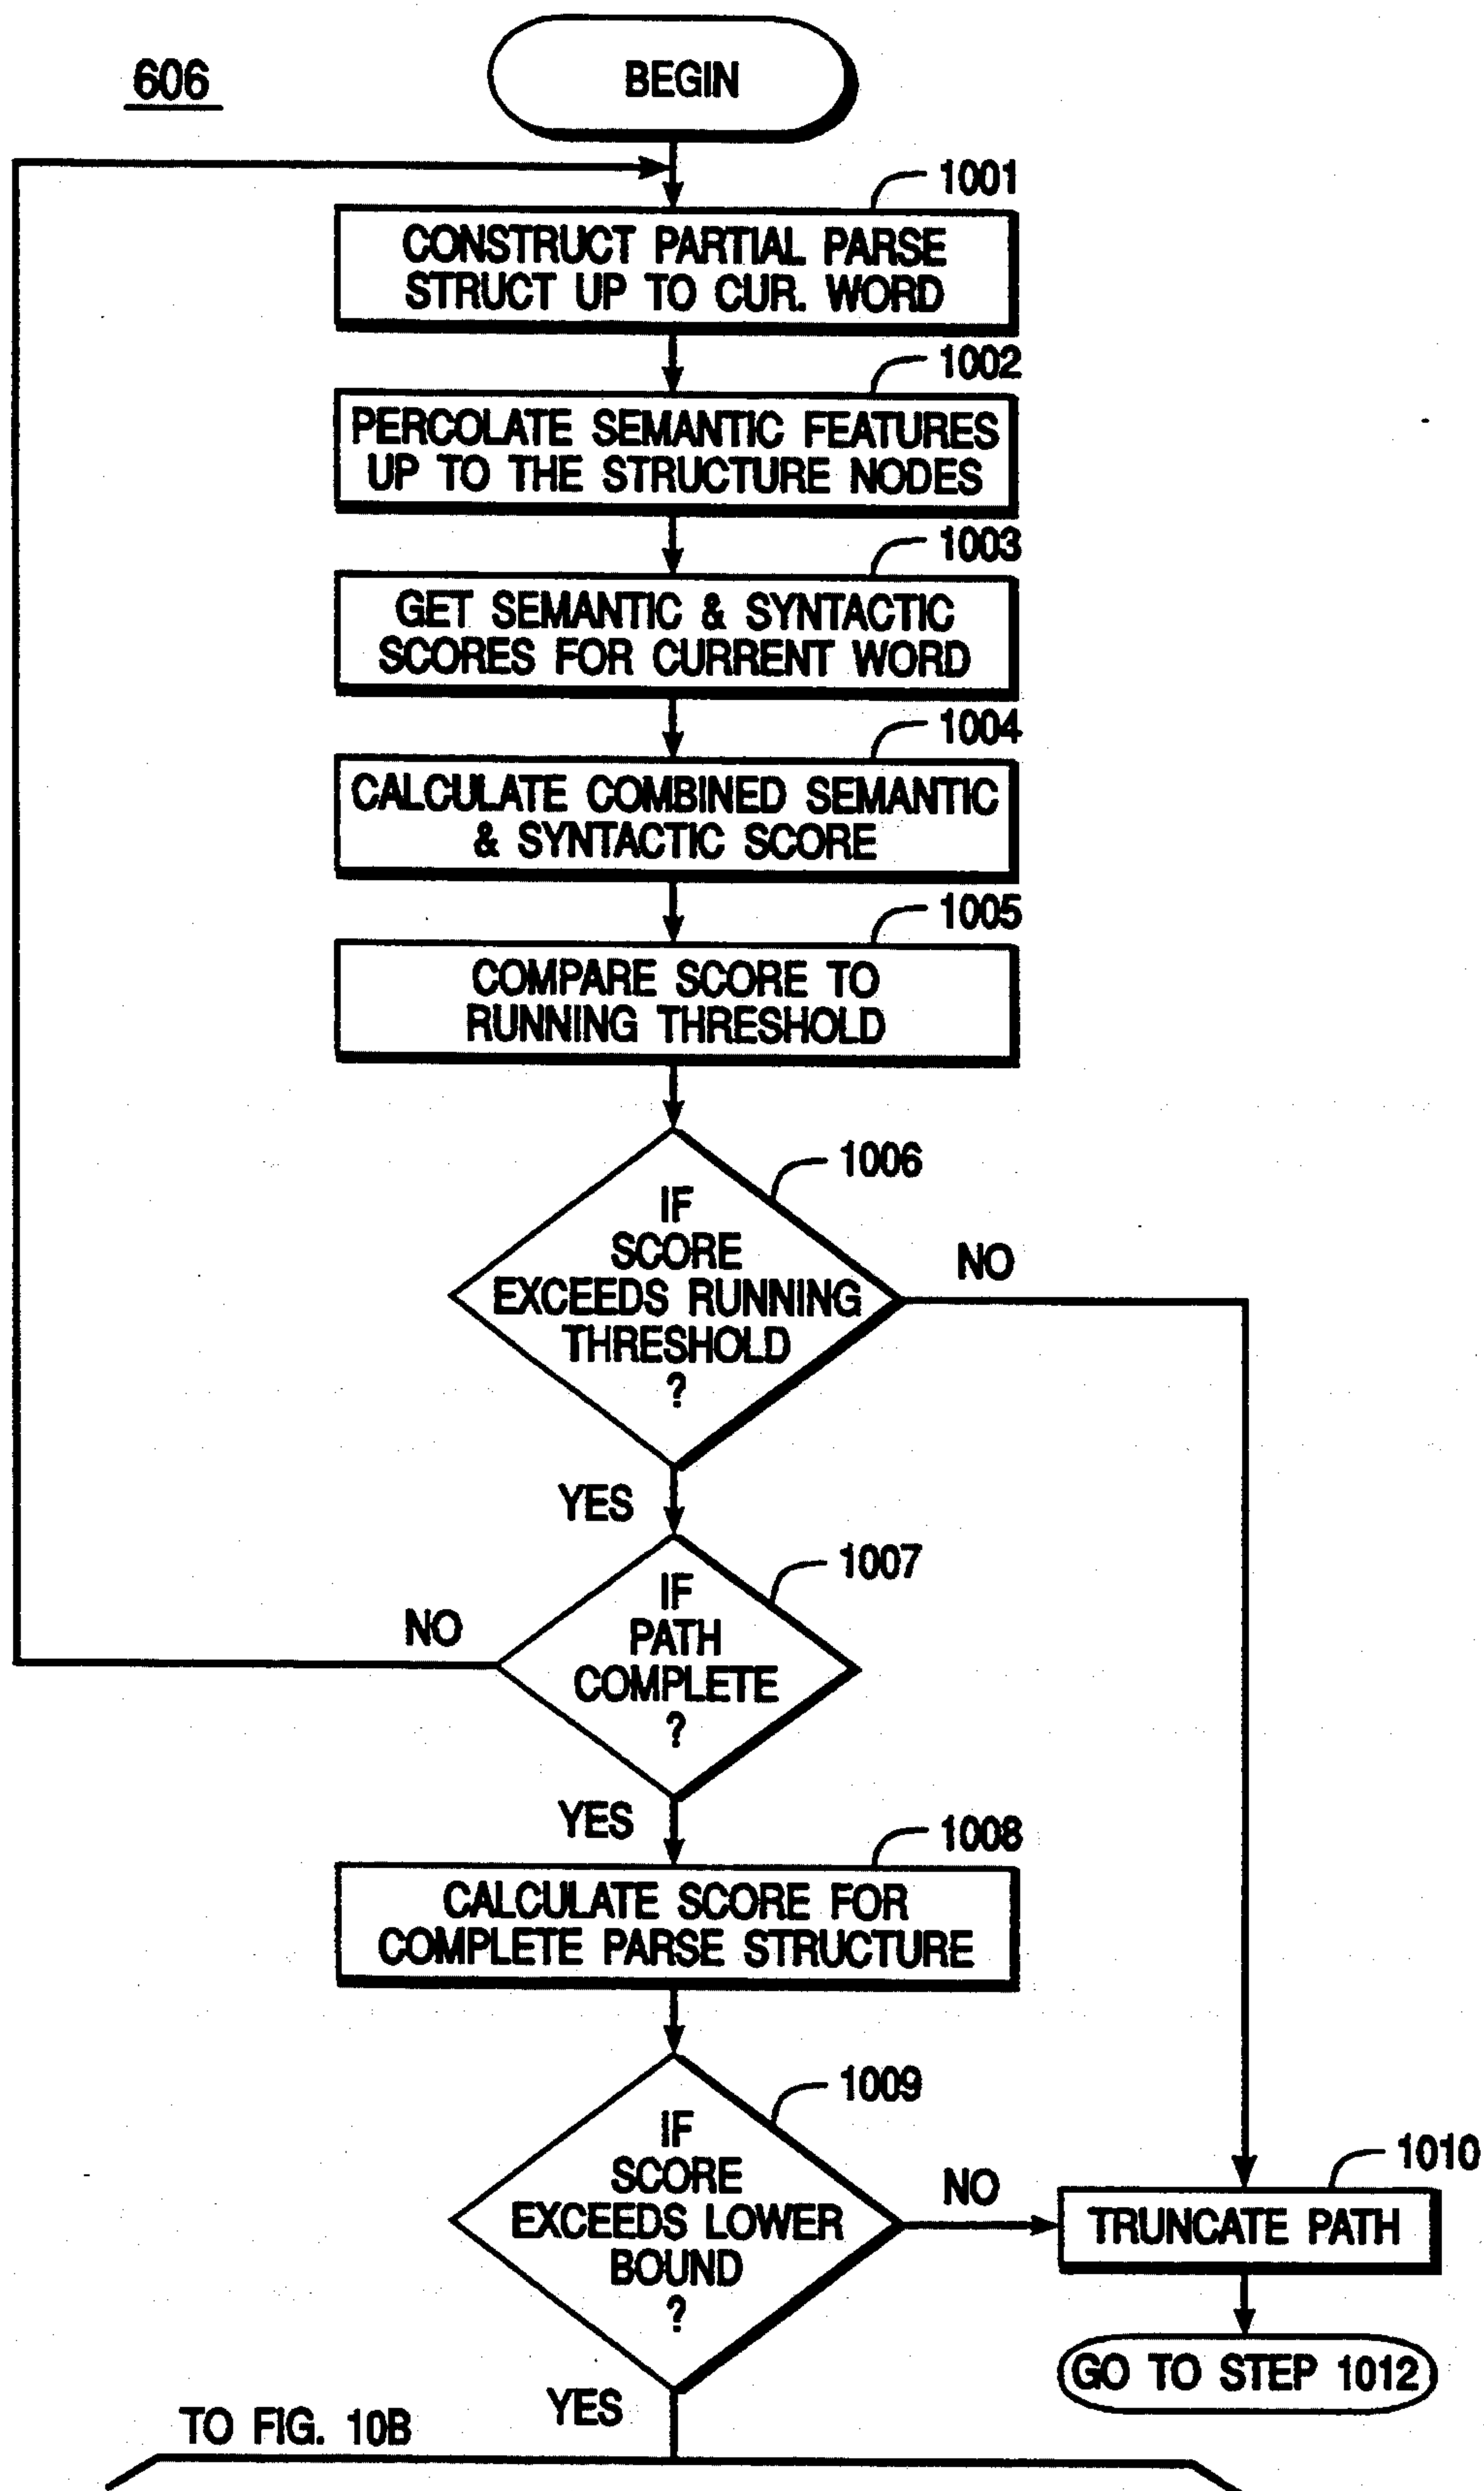 606
BEGIN
1001
CONSTRUCT PARTIAL PARSE
STRUCT UP TO CUR. WORD
1002
PERCOLATE SEMANTIC FEATURES
UP TO THE STRUCTURE NODES
1003
GET SEMANTIC & SYNTACTIC
SCORES FOR CURRENT WORD
1004
CALCULATE COMBINED SEMANTIC
& SYNTACTIC SCORE
1005
COMPARE SCORE TO
RUNNING THRESHOLD
1006
IF
SCORE
EXCEEDS RUNNING
THRESHOLD
?
NO
YES
1007
IF
PATH
COMPLETE
?
NO
YES
1008
CALCULATE SCORE FOR
COMPLETE PARSE STRUCTURE
1009
IF
SCORE
EXCEEDS LOWER
BOUND
?
NO
1010
TRUNCATE PATH
GO TO STEP 1012
YES
TO FIG. 10B